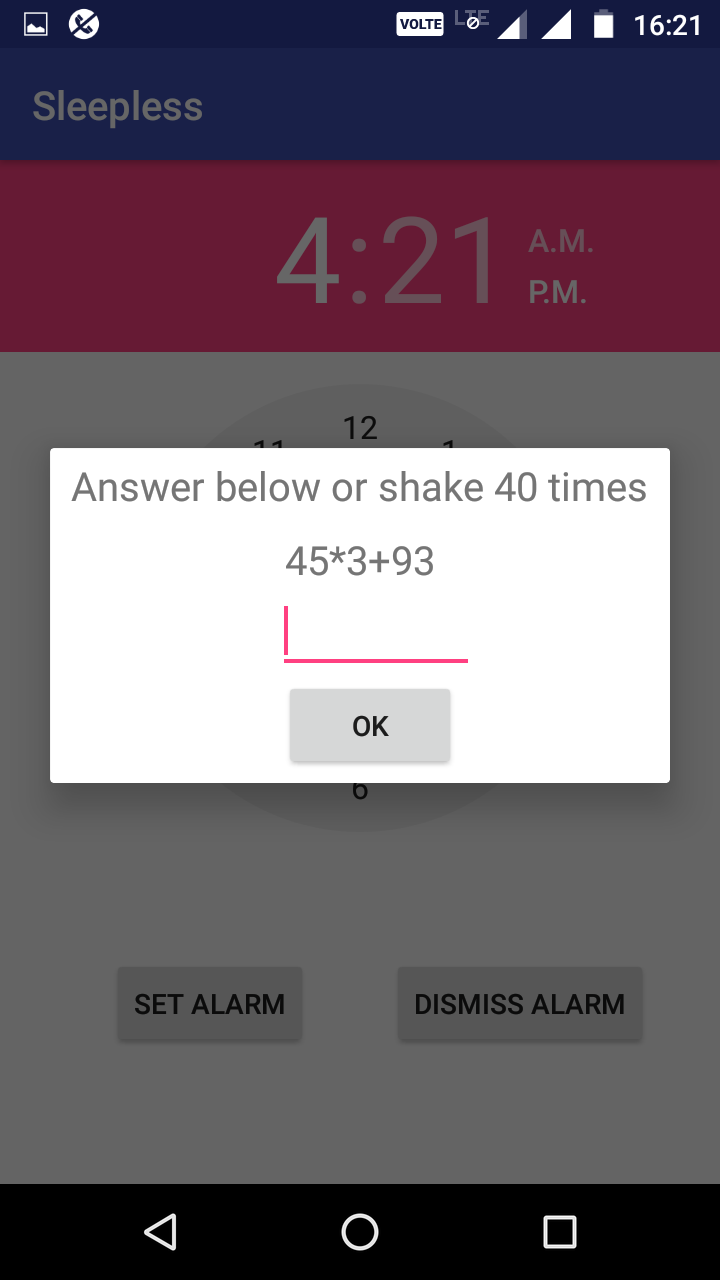 VOLTE LTE 16:21
Sleepless
4:21 A.M.
P.M.
12
11 1
Answer below or shake 40 times
45*3+93
OK
6
SET ALARM DISMISS ALARM